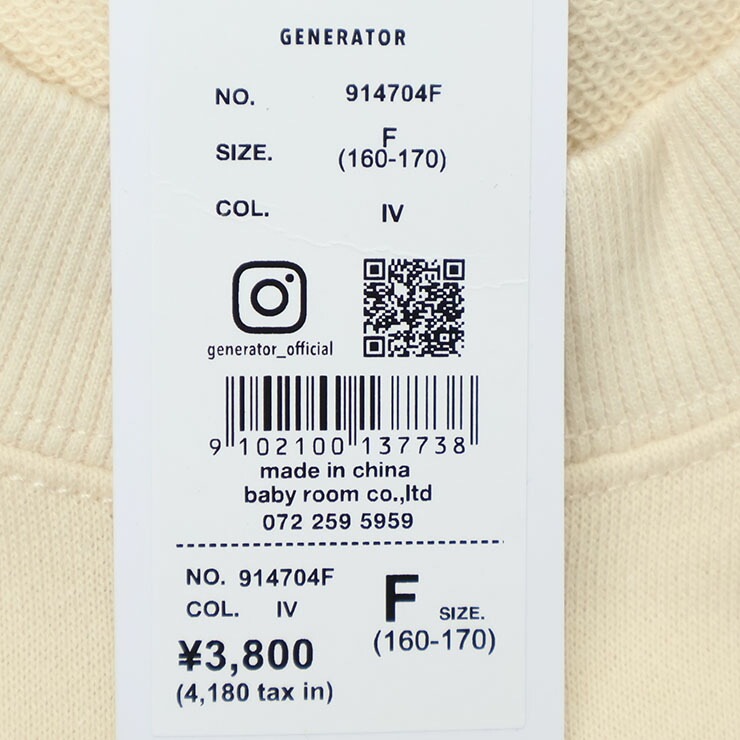 GENERATOR
NO. 914704F
SIZE. F
(160-170)
COL. IV
generator_official
9 102100 137738
made in china
baby room co.,ltd
072 259 5959
NO. 914704F
COL. IV
F SIZE.
(160-170)
¥3,800
(4,180 tax in)